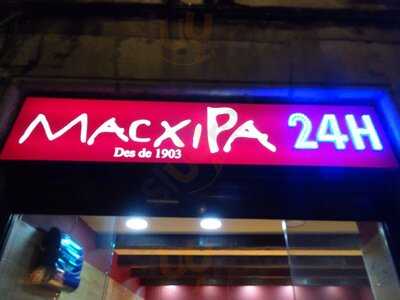 MACXIPA 24H
Des de 1903